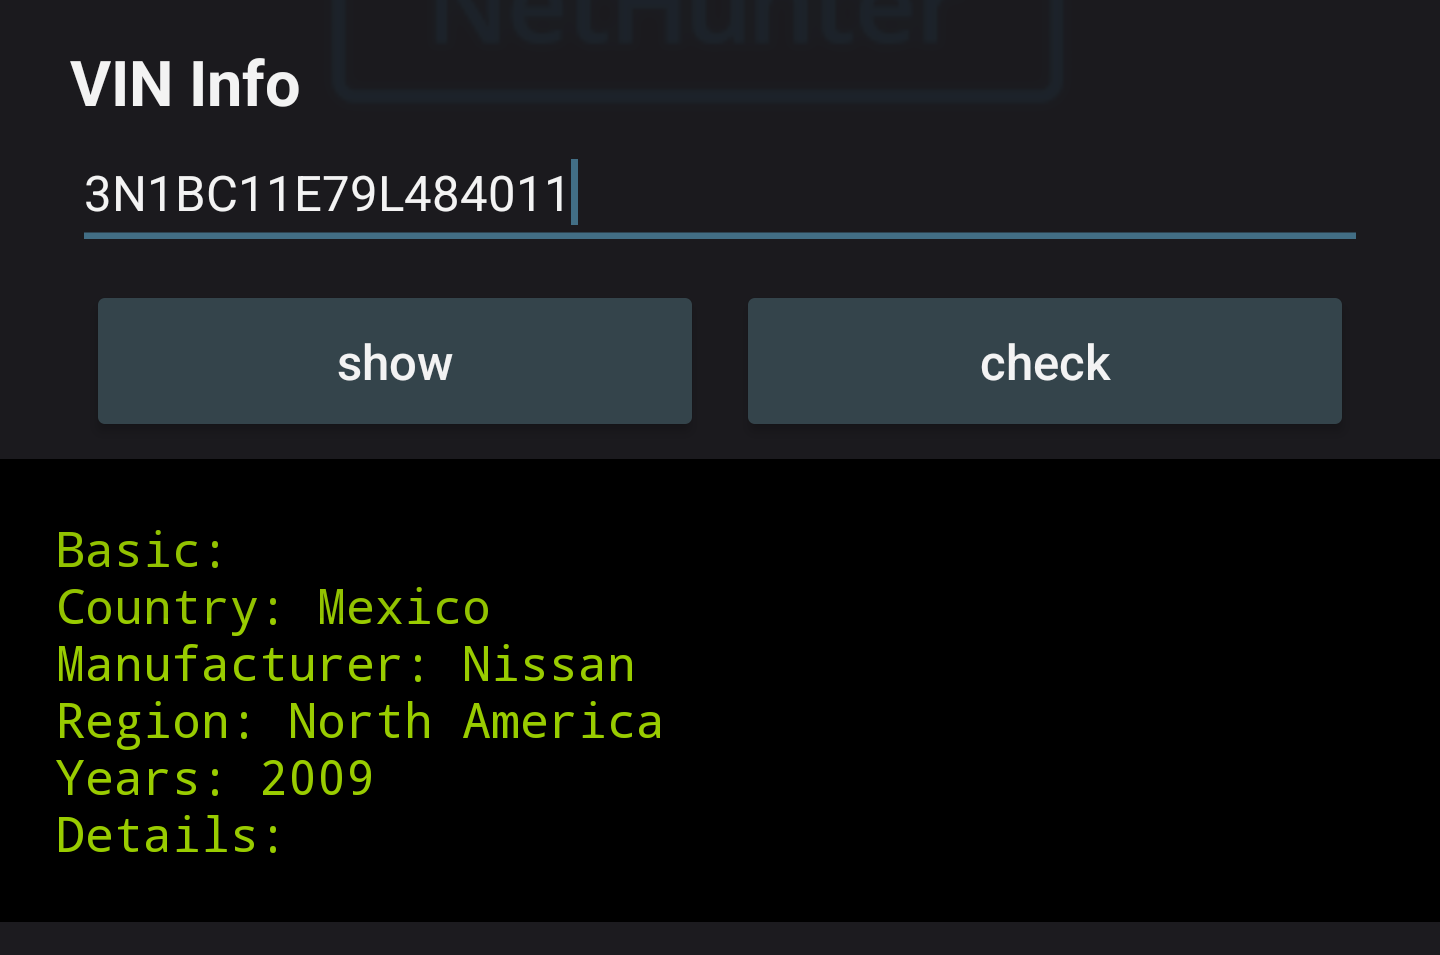 NetHunter
VIN Info
3N1BC11E79L484011
show
check
Basic:
Country: Mexico
Manufacturer: Nissan
Region: North America
Years: 2009
Details: